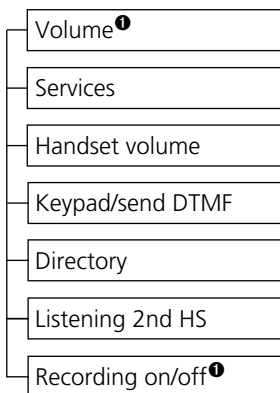 Volume❶
Services
Handset volume
Keypad/send DTMF
Directory
Listening 2nd HS
Recording on/off❶